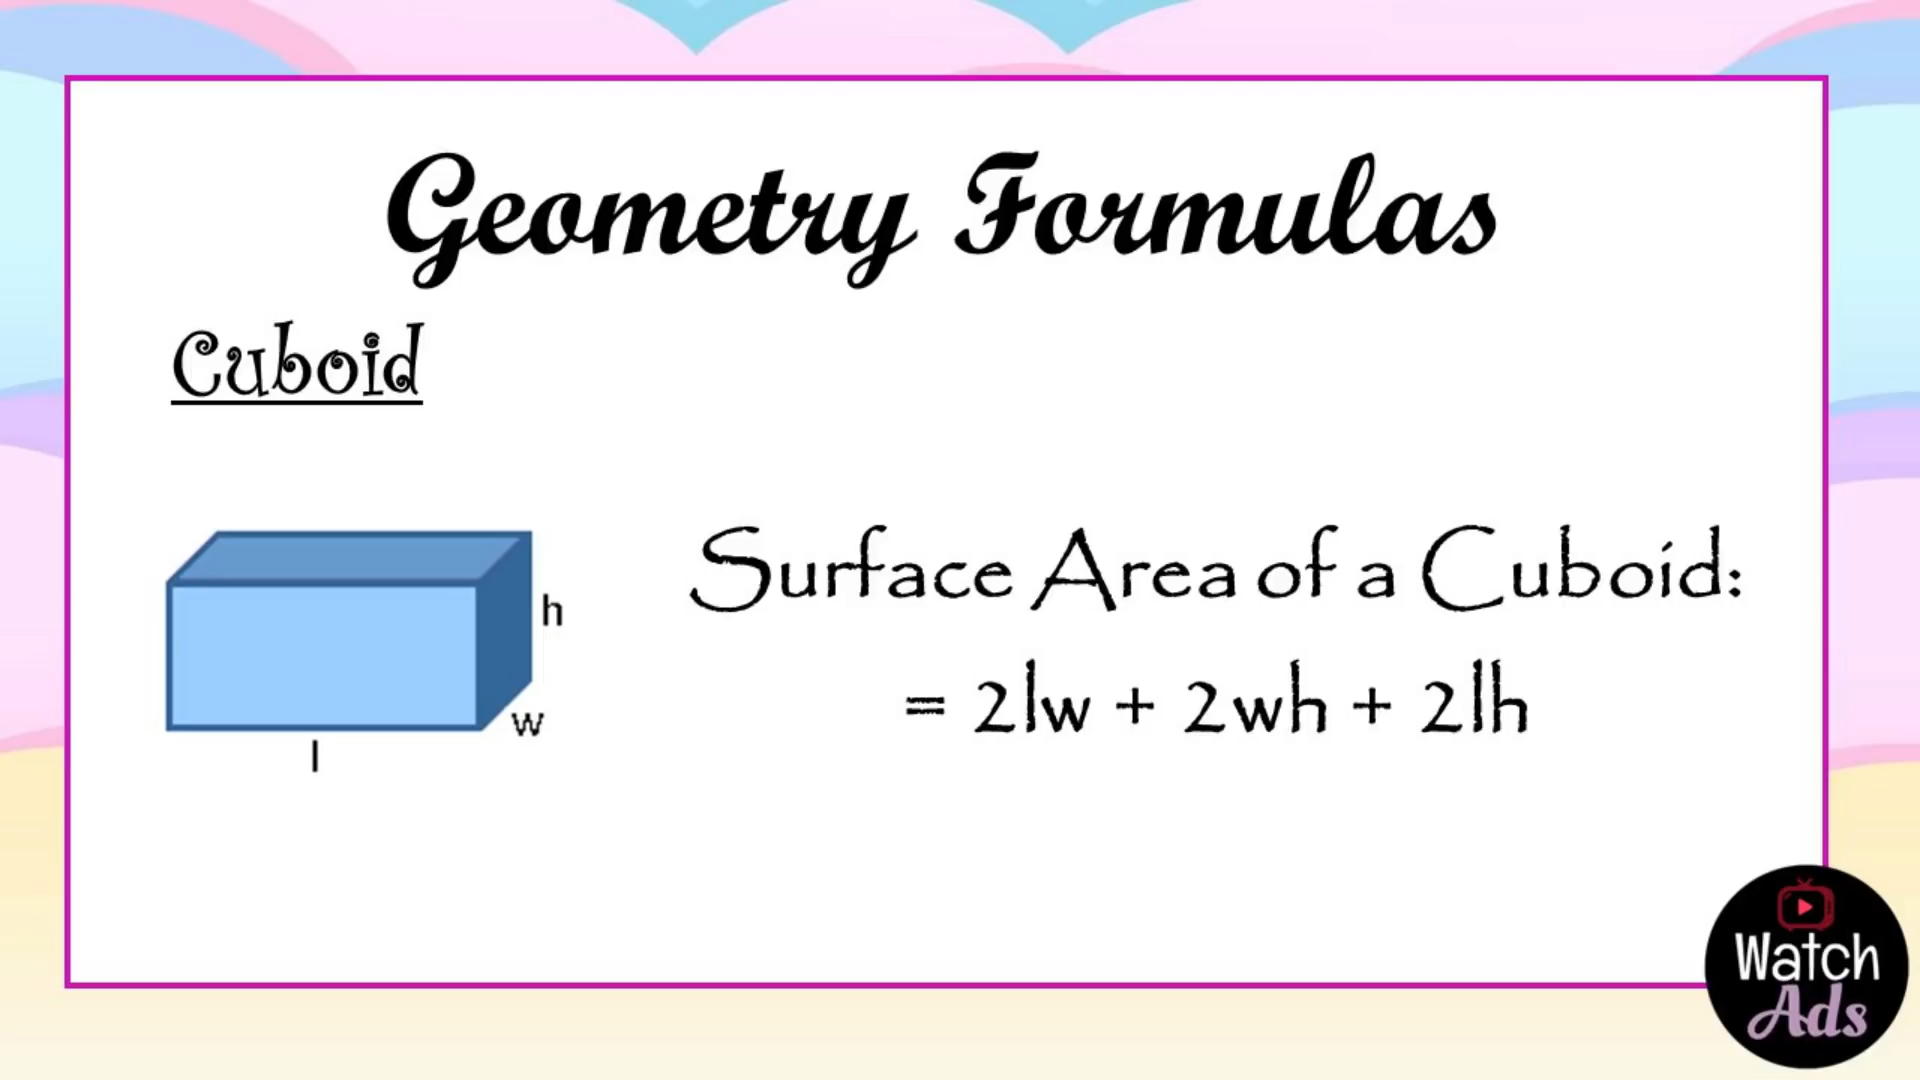 Geometry Formulas
Cuboid
h
w
l
Surface Area of a Cuboid:
= 2lw + 2wh + 2lh
Watch
Ads